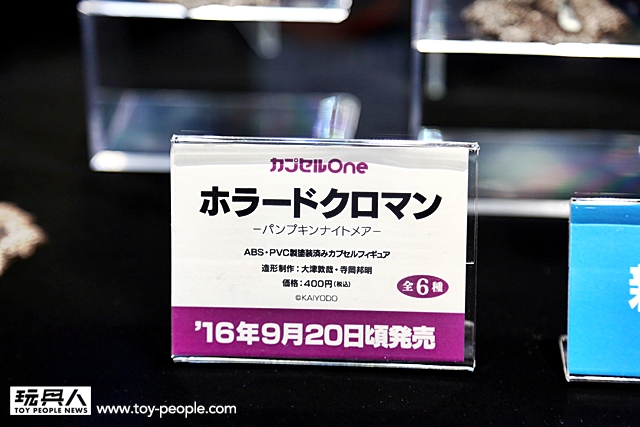 カプセルOne
ホラードクロマン
−パンプキンナイトメア−
ABS・PVC製塗装済みカプセルフィギュア
造形制作：大津敦哉・寺岡邦明
価格：400円(税込)
全6種
©KAIYODO
'16年9月20日頃発売
玩具人
TOY PEOPLE NEWS
www.toy-people.com